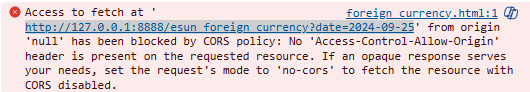 Access to fetch at ' foreign currency.html:1
http://127.0.0.1:8888/esun foreign currency?date=2024-09-25' from origin
'null' has been blocked by CORS policy: No 'Access-Control-Allow-Origin'
header is present on the requested resource. If an opaque response serves
your needs, set the request's mode to 'no-cors' to fetch the resource with
CORS disabled.